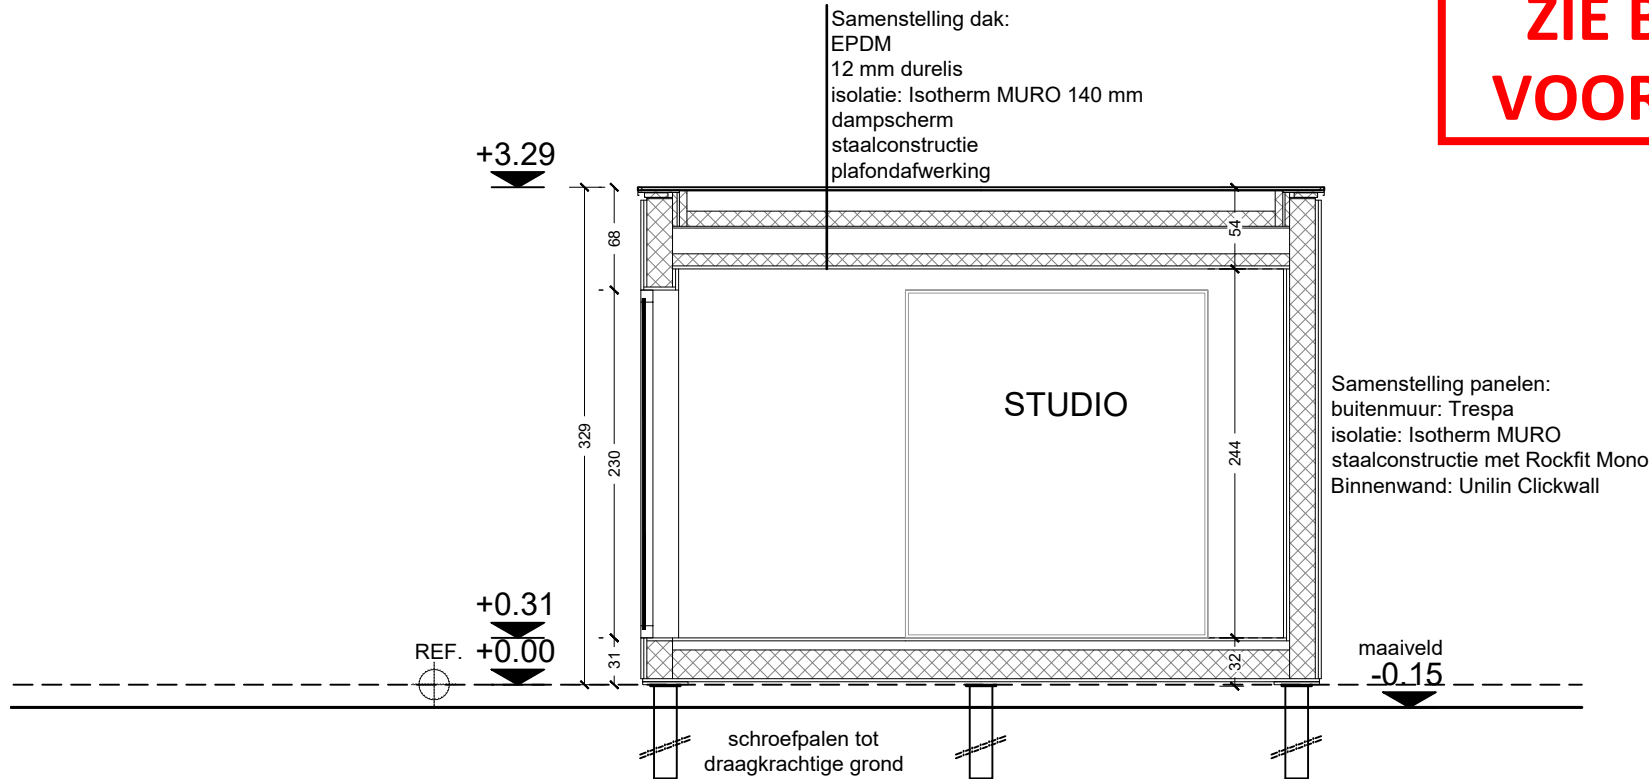 Samenstelling dak:
EPDM
12 mm durelis
isolatie: Isotherm MURO 140 mm
dampscherm
staalconstructie
plafondafwerking
ZIE
VOOR
+3.29
68
54
329
230
244
STUDIO
Samenstelling panelen:
buitenmuur: Trespa
isolatie: Isotherm MURO
staalconstructie met Rockfit Mono
Binnenwand: Unilin Clickwall
+0.31
REF. +0.00
31
32
maaiveld
-0.15
schroefpalen tot
draagkrachtige grond